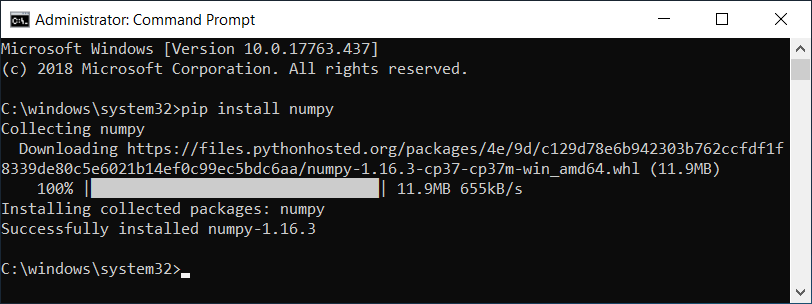 Administrator: Command Prompt
Microsoft Windows [Version 10.0.17763.437]
(c) 2018 Microsoft Corporation. All rights reserved.
C:\windows\system32>pip install numpy
Collecting numpy
  Downloading https://files.pythonhosted.org/packages/4e/9d/c129d78e6b942303b762ccfdf1f
8339de80c5e6021b14ef0c99ec5bdc6aa/numpy-1.16.3-cp37-cp37m-win_amd64.whl (11.9MB)
    100% |████████████████████████████████| 11.9MB 655kB/s
Installing collected packages: numpy
Successfully installed numpy-1.16.3
C:\windows\system32>